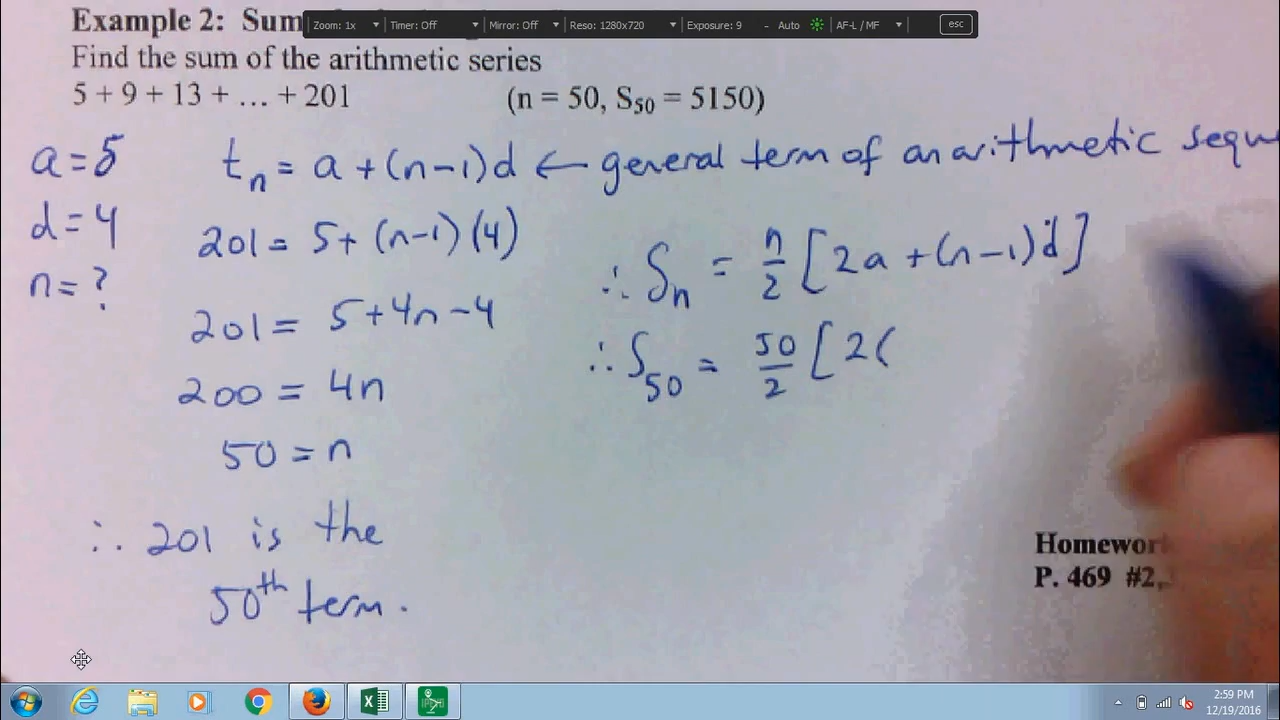 Example 2: Sum
Zoom: 1x Timer: Off Mirror: Off Reso: 1280x720 Exposure: 9 - Auto AF-L / MF esc
Find the sum of the arithmetic series
5 + 9 + 13 + … + 201 (n = 50, S₅₀ = 5150)
a = 5 tₙ = a + (n-1)d ← general term of an arithmetic sequ
d = 4 201 = 5 + (n-1)(4)
∴ Sₙ = n/2 [2a + (n-1)d]
n = ?
201 = 5 + 4n - 4
∴ S₅₀ = 50/2 [2(
200 = 4n
50 = n
∴ 201 is the
50th term.
Homewor
P. 469 #2,
2:59 PM
12/19/2016